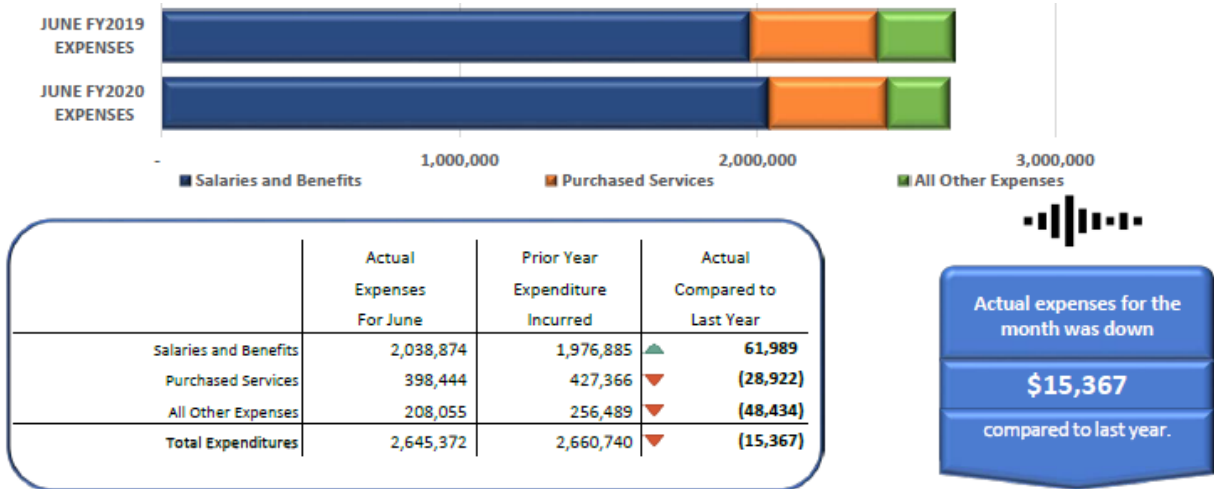 JUNE FY2019
EXPENSES
JUNE FY2020
EXPENSES
- 1,000,000 2,000,000 3,000,000
Salaries and Benefits Purchased Services All Other Expenses
Actual Prior Year Actual
Expenses Expenditure Compared to
For June Incurred Last Year
Salaries and Benefits 2,038,874 1,976,885 61,989
Purchased Services 398,444 427,366 (28,922)
All Other Expenses 208,055 256,489 (48,434)
Total Expenditures 2,645,372 2,660,740 (15,367)
Actual expenses for the
month was down
$15,367
compared to last year.